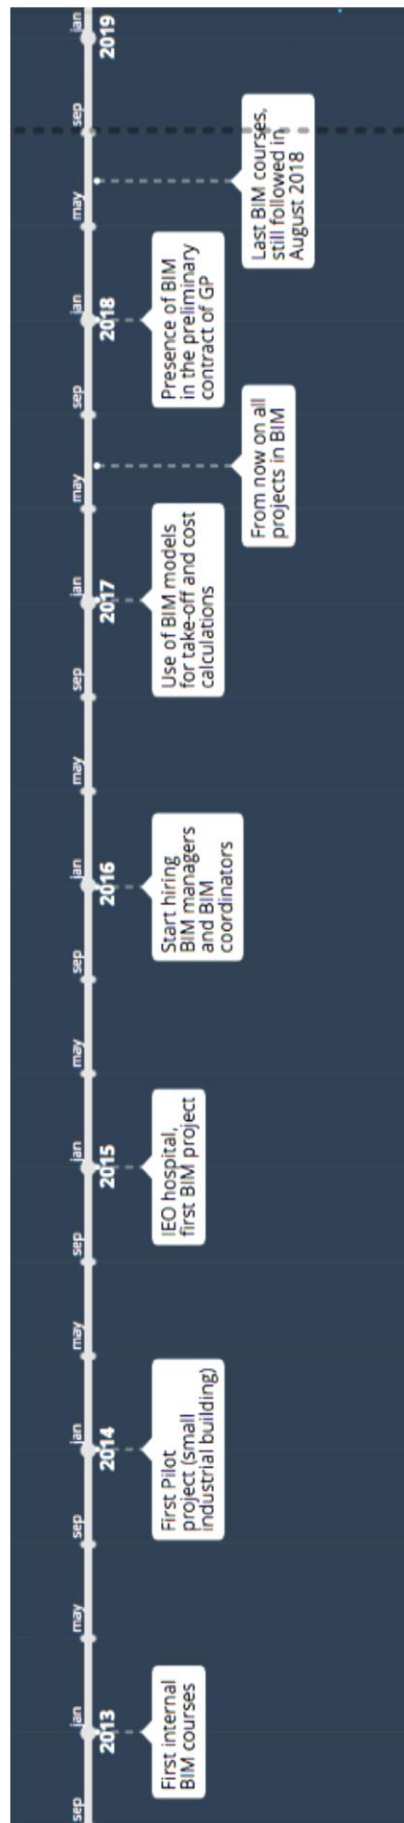 sep
jan
2013
First internal
BIM courses
may
sep
jan
2014
First Pilot
project (small
industrial building)
may
sep
jan
2015
IEO hospital,
first BIM project
may
sep
jan
2016
Start hiring
BIM managers
and BIM
coordinators
may
sep
jan
2017
Use of BIM models
for take-off and cost
calculations
may
From now on all
projects in BIM
sep
jan
2018
Presence of BIM
in the preliminary
contract of GP
may
Last BIM courses,
still followed in
August 2018
sep
jan
2019